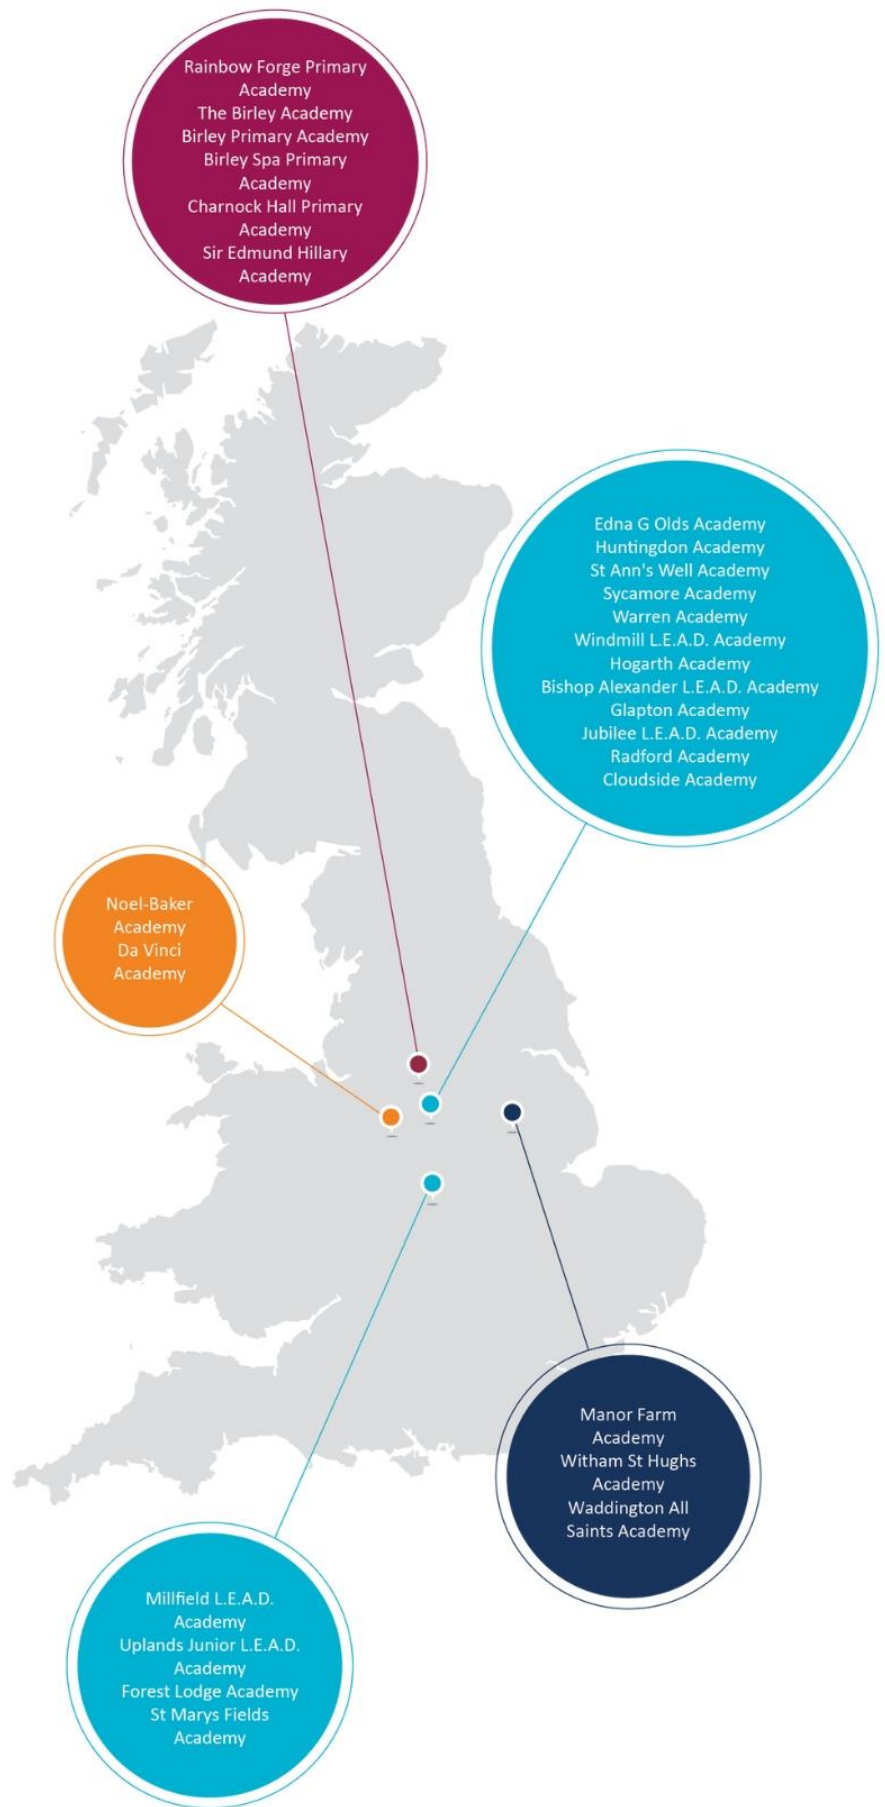 Rainbow Forge Primary
Academy
The Birley Academy
Birley Primary Academy
Birley Spa Primary
Academy
Charnock Hall Primary
Academy
Sir Edmund Hillary
Academy
Edna G Olds Academy
Huntingdon Academy
St Ann's Well Academy
Sycamore Academy
Warren Academy
Windmill L.E.A.D. Academy
Hogarth Academy
Bishop Alexander L.E.A.D. Academy
Glapton Academy
Jubilee L.E.A.D. Academy
Radford Academy
Cloudside Academy
Noel-Baker
Academy
Da Vinci
Academy
Manor Farm
Academy
Witham St Hughs
Academy
Waddington All
Saints Academy
Millfield L.E.A.D.
Academy
Uplands Junior L.E.A.D.
Academy
Forest Lodge Academy
St Marys Fields
Academy